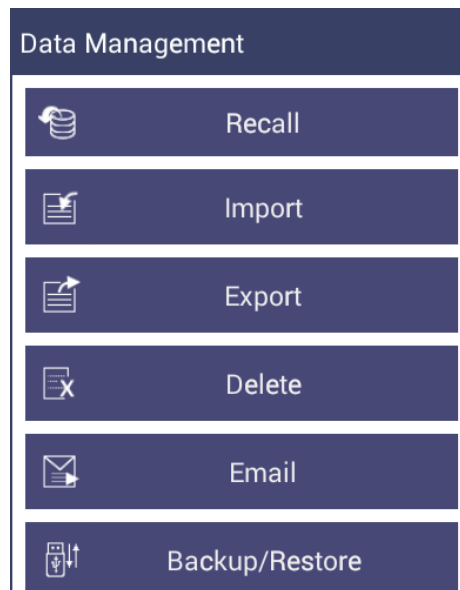 Data Management
Recall
Import
Export
Delete
Email
Backup/Restore